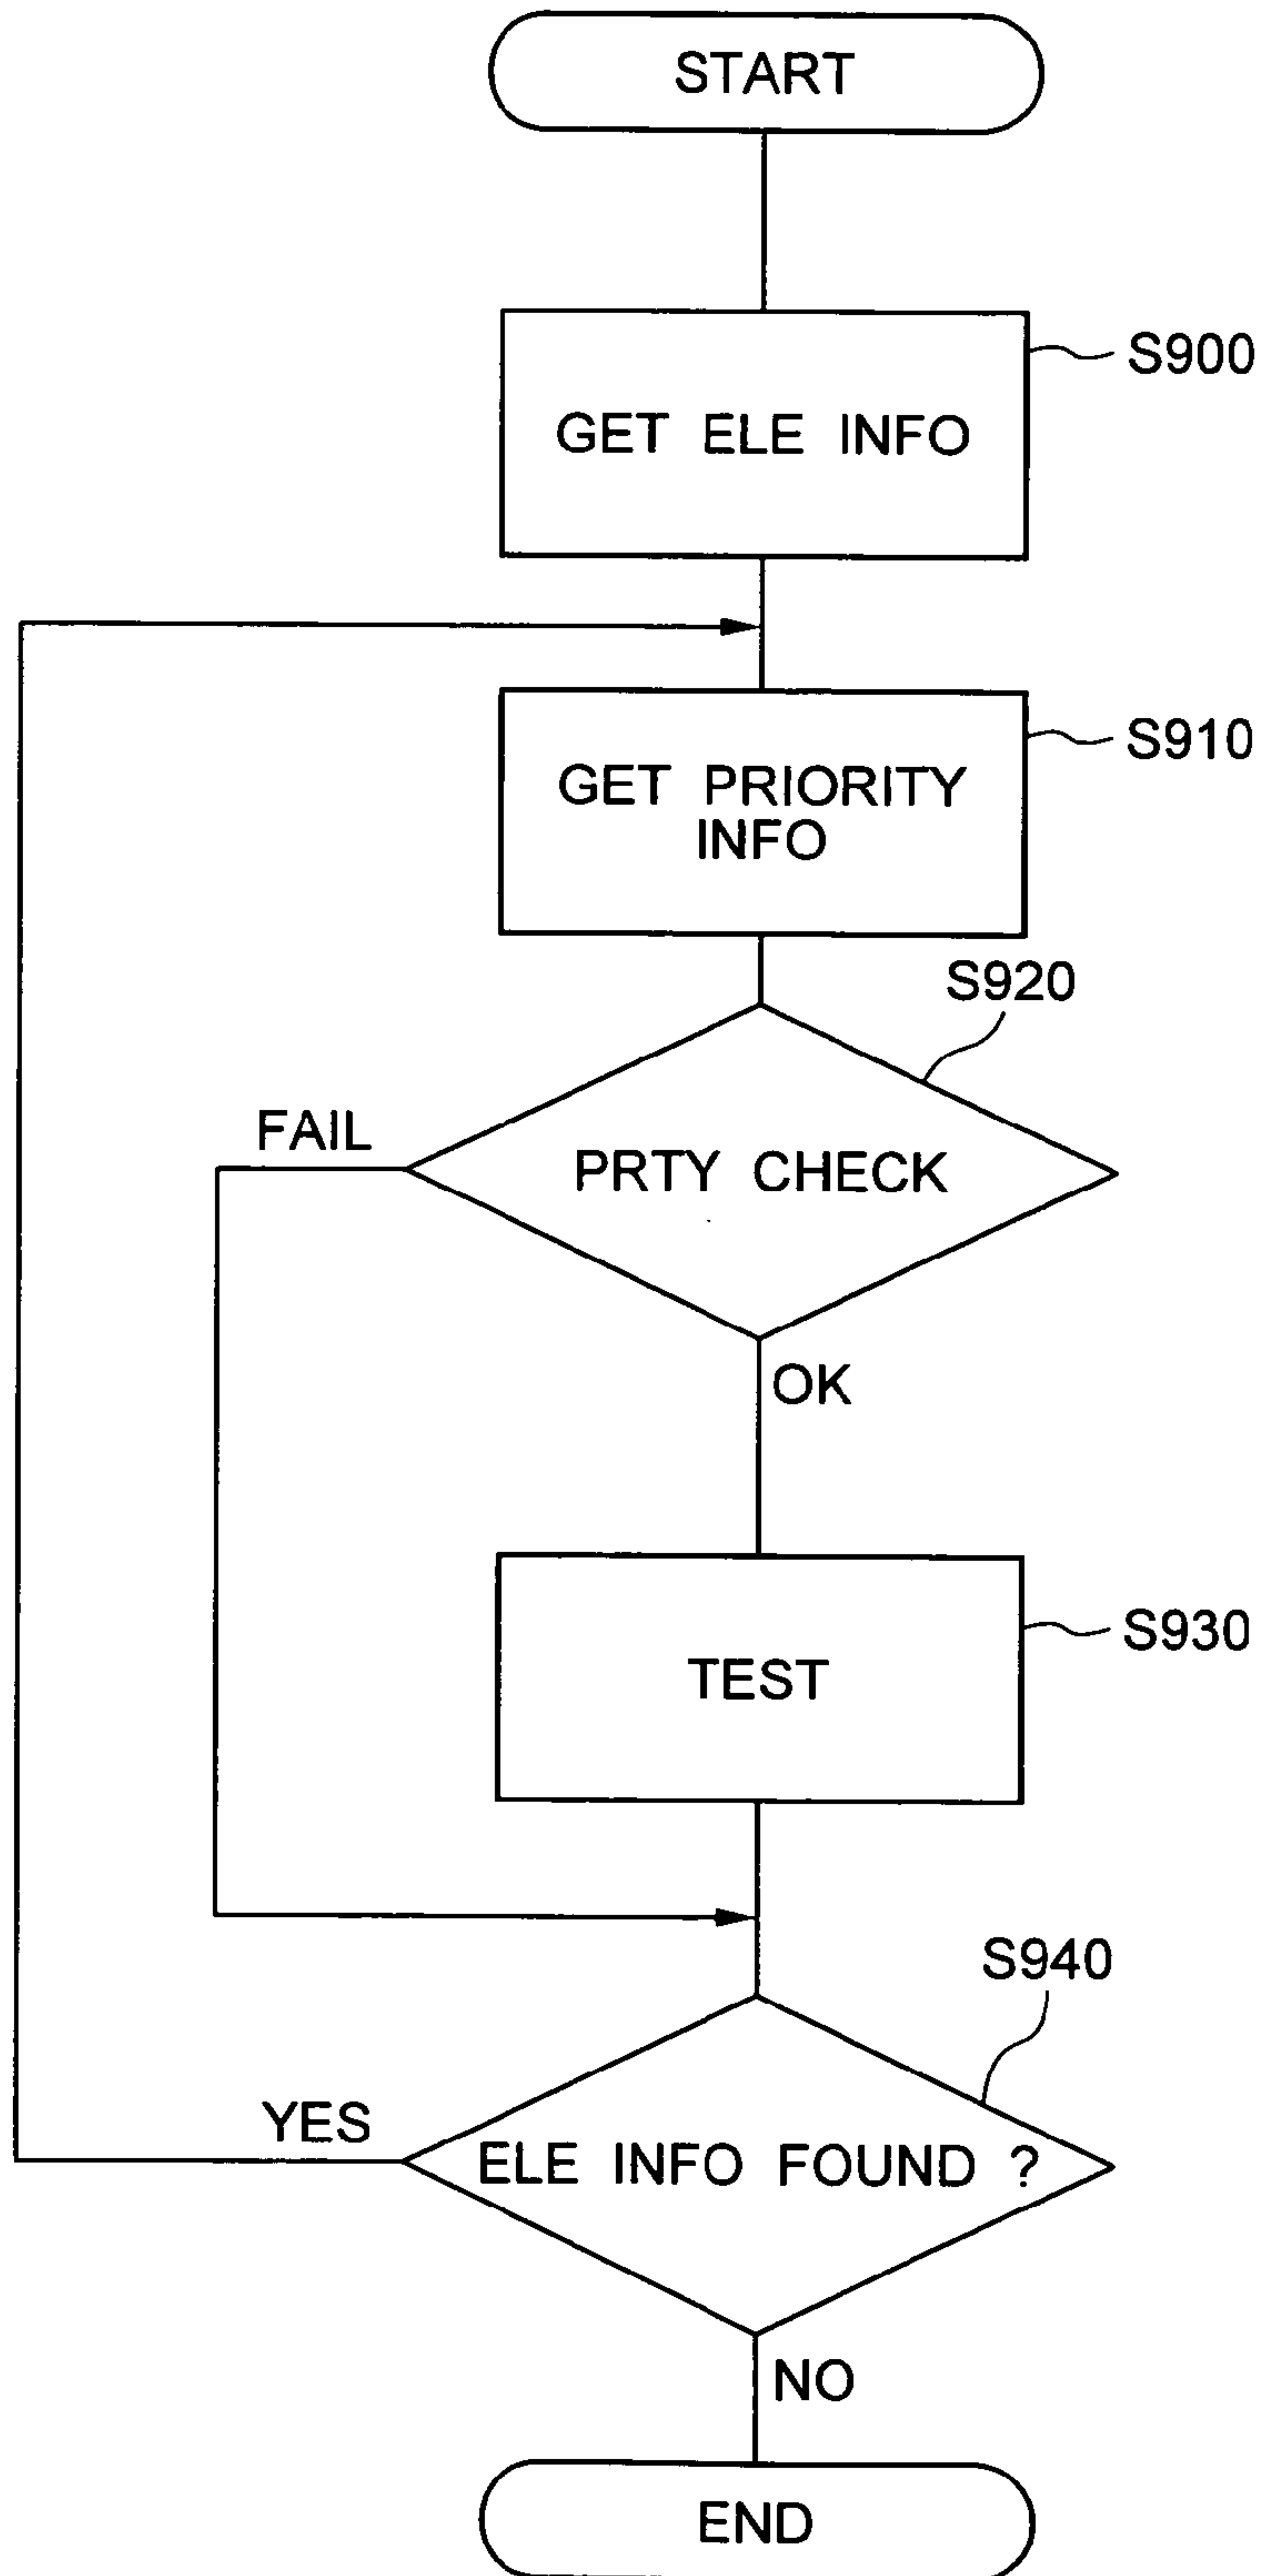 START
GET ELE INFO
S900
GET PRIORITY
INFO
S910
S920
FAIL
PRTY CHECK
OK
TEST
S930
S940
YES
ELE INFO FOUND ?
NO
END